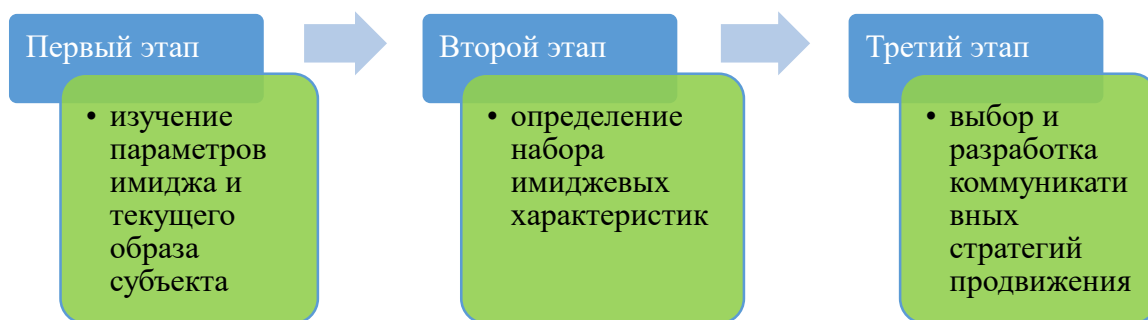 Первый этап
• изучение
параметров
имиджа и
текущего
образа
субъекта
Второй этап
• определение
набора
имиджевых
характеристик
Третий этап
• выбор и
разработка
коммуникати
вных
стратегий
продвижения